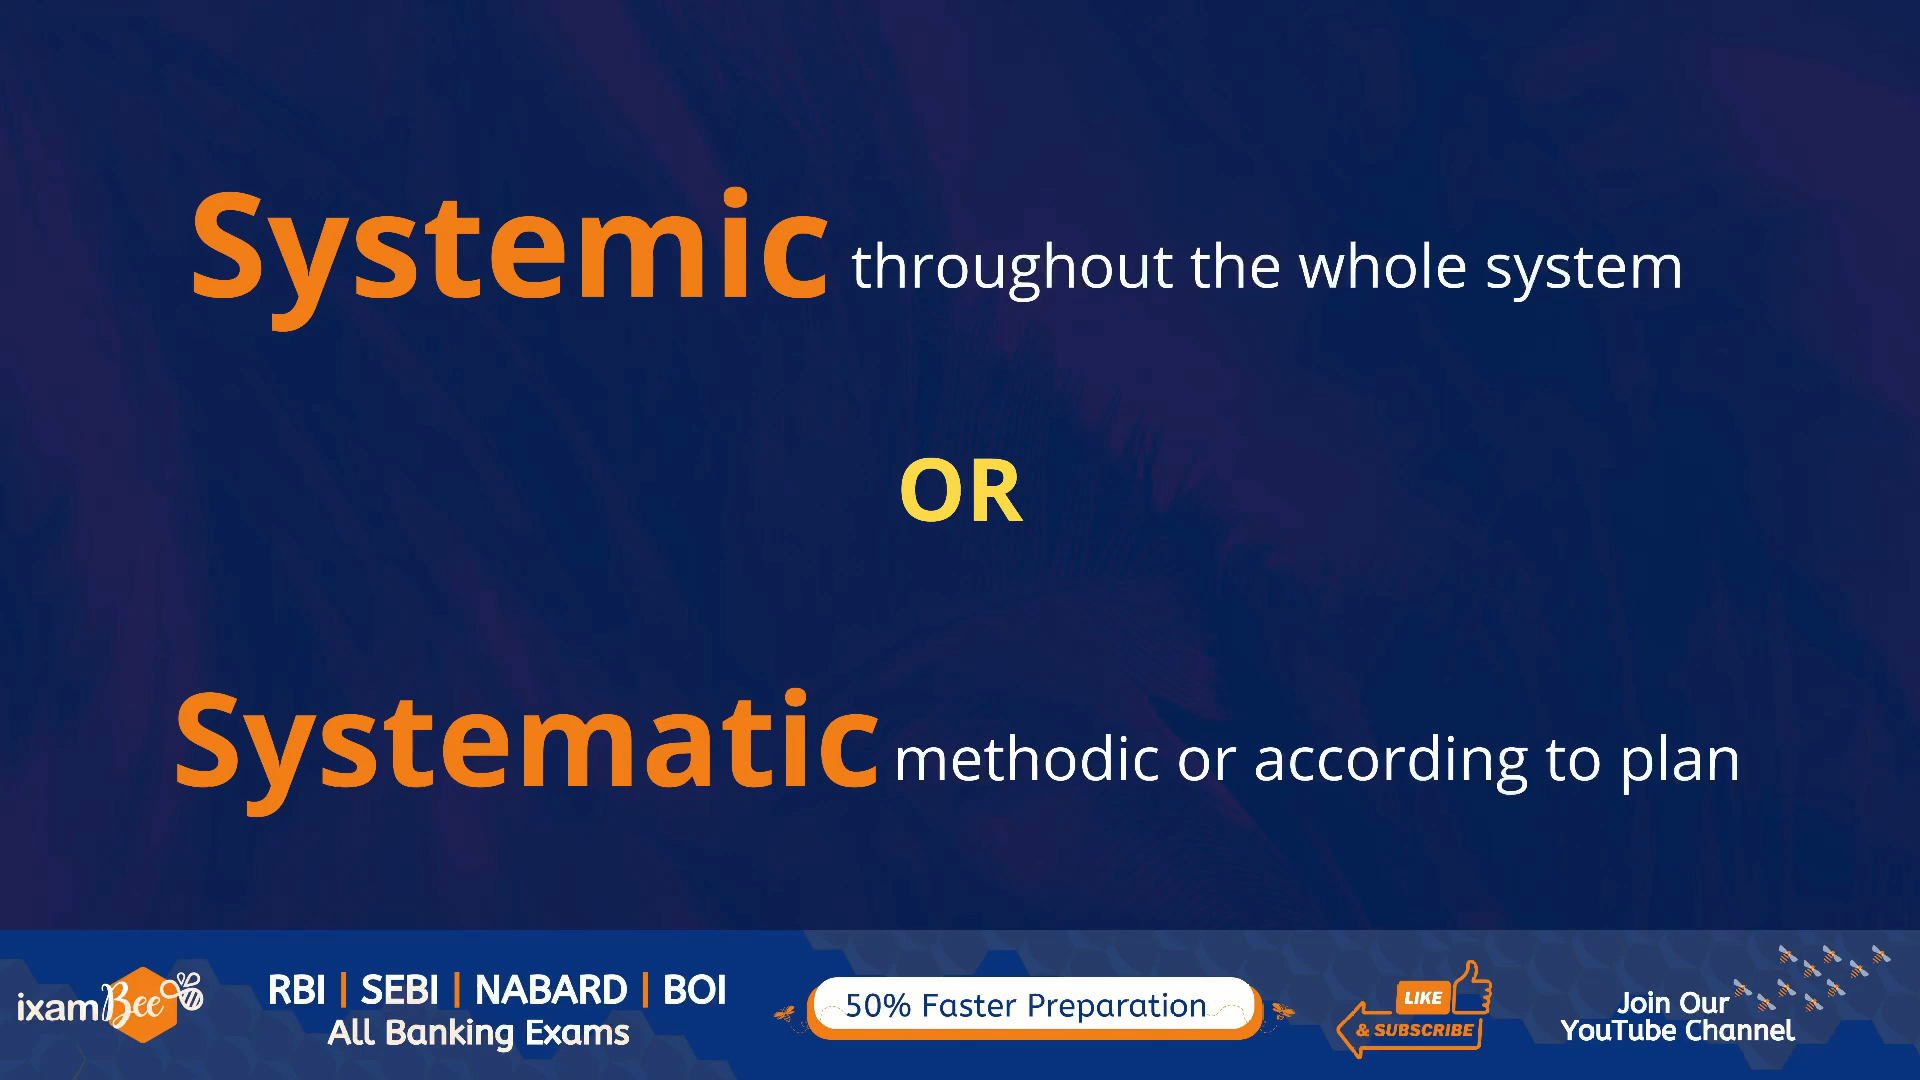 Systemic throughout the whole system
OR
Systematic methodic or according to plan
ixamBee
RBI | SEBI | NABARD | BOI
All Banking Exams
50% Faster Preparation
LIKE
& SUBSCRIBE
Join Our
YouTube Channel